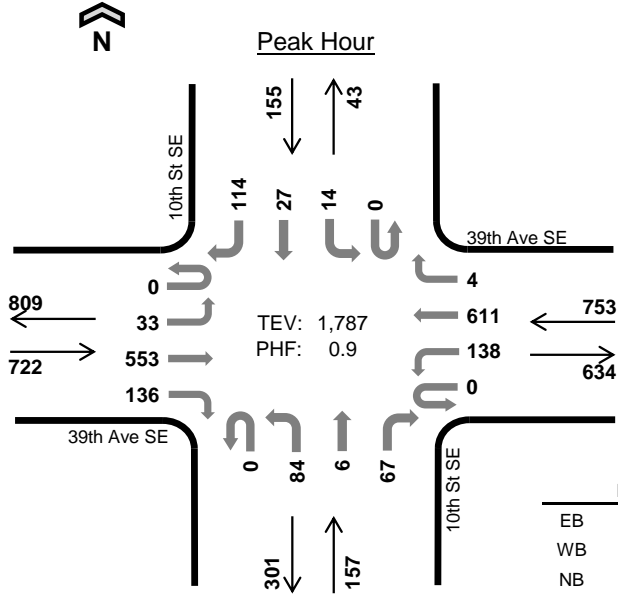 N
Peak Hour
155
43
10th St SE
114
27
14
0
39th Ave SE
0
4
809
33
TEV: 1,787
611
753
722
553
PHF: 0.9
138
634
136
0
39th Ave SE
0
84
6
67
10th St SE
301
157
EB
WB
NB